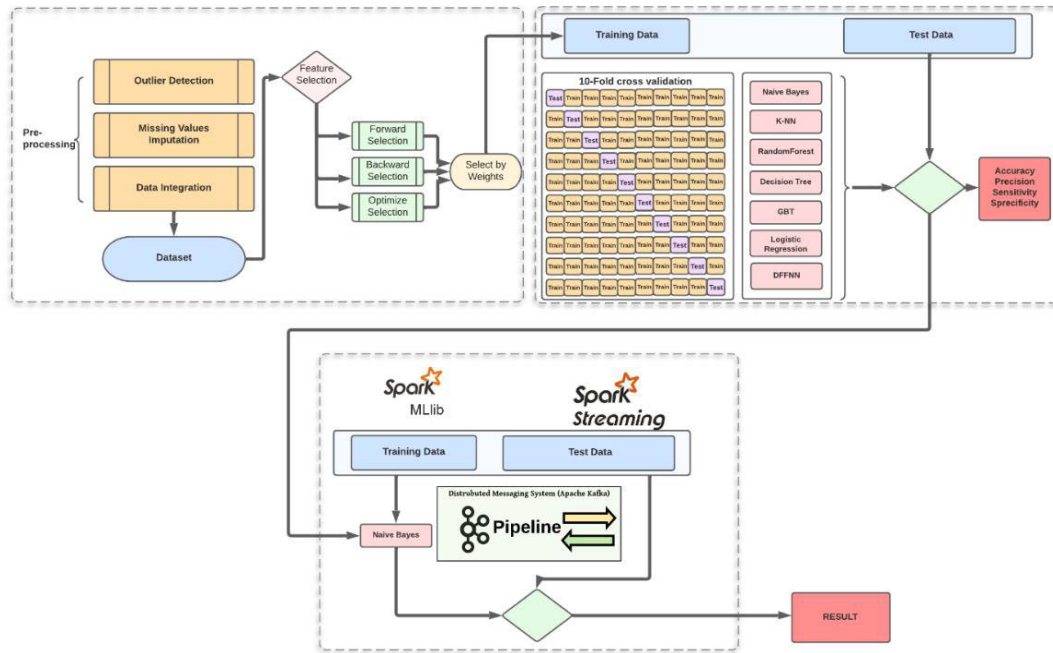 Pre-
processing
Outlier Detection
Missing Values
Imputation
Data Integration
Dataset
Feature
Selection
Forward
Selection
Backward
Selection
Optimize
Selection
Select by
Weights
Training Data
Test Data
10-Fold cross validation
Test Train Train Train Train Train Train Train Train Train
Train Test Train Train Train Train Train Train Train Train
Train Train Test Train Train Train Train Train Train Train
Train Train Train Test Train Train Train Train Train Train
Train Train Train Train Test Train Train Train Train Train
Train Train Train Train Train Test Train Train Train Train
Train Train Train Train Train Train Test Train Train Train
Train Train Train Train Train Train Train Test Train Train
Train Train Train Train Train Train Train Train Test Train
Train Train Train Train Train Train Train Train Train Test
Naive Bayes
K-NN
RandomForest
Decision Tree
GBT
Logistic
Regression
DFFNN
Accuracy
Precision
Sensitivity
Sprecificity
Spark
MLlib
Spark
Streaming
Training Data
Test Data
Distrubuted Messaging System (Apache Kafka)
Pipeline
Naive Bayes
RESULT